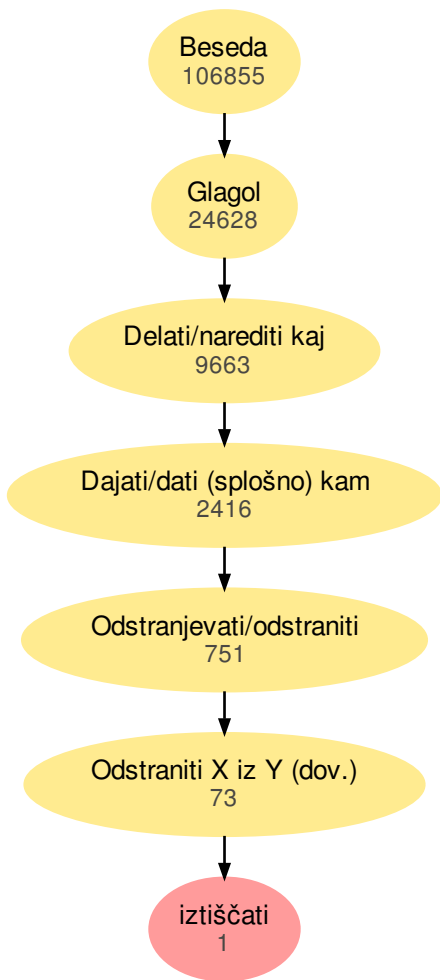 Beseda
106855
Glagol
24628
Delati/narediti kaj
9663
Dajati/dati (splošno) kam
2416
Odstranjevati/odstraniti
751
Odstraniti X iz Y (dov.)
73
iztiščati
1